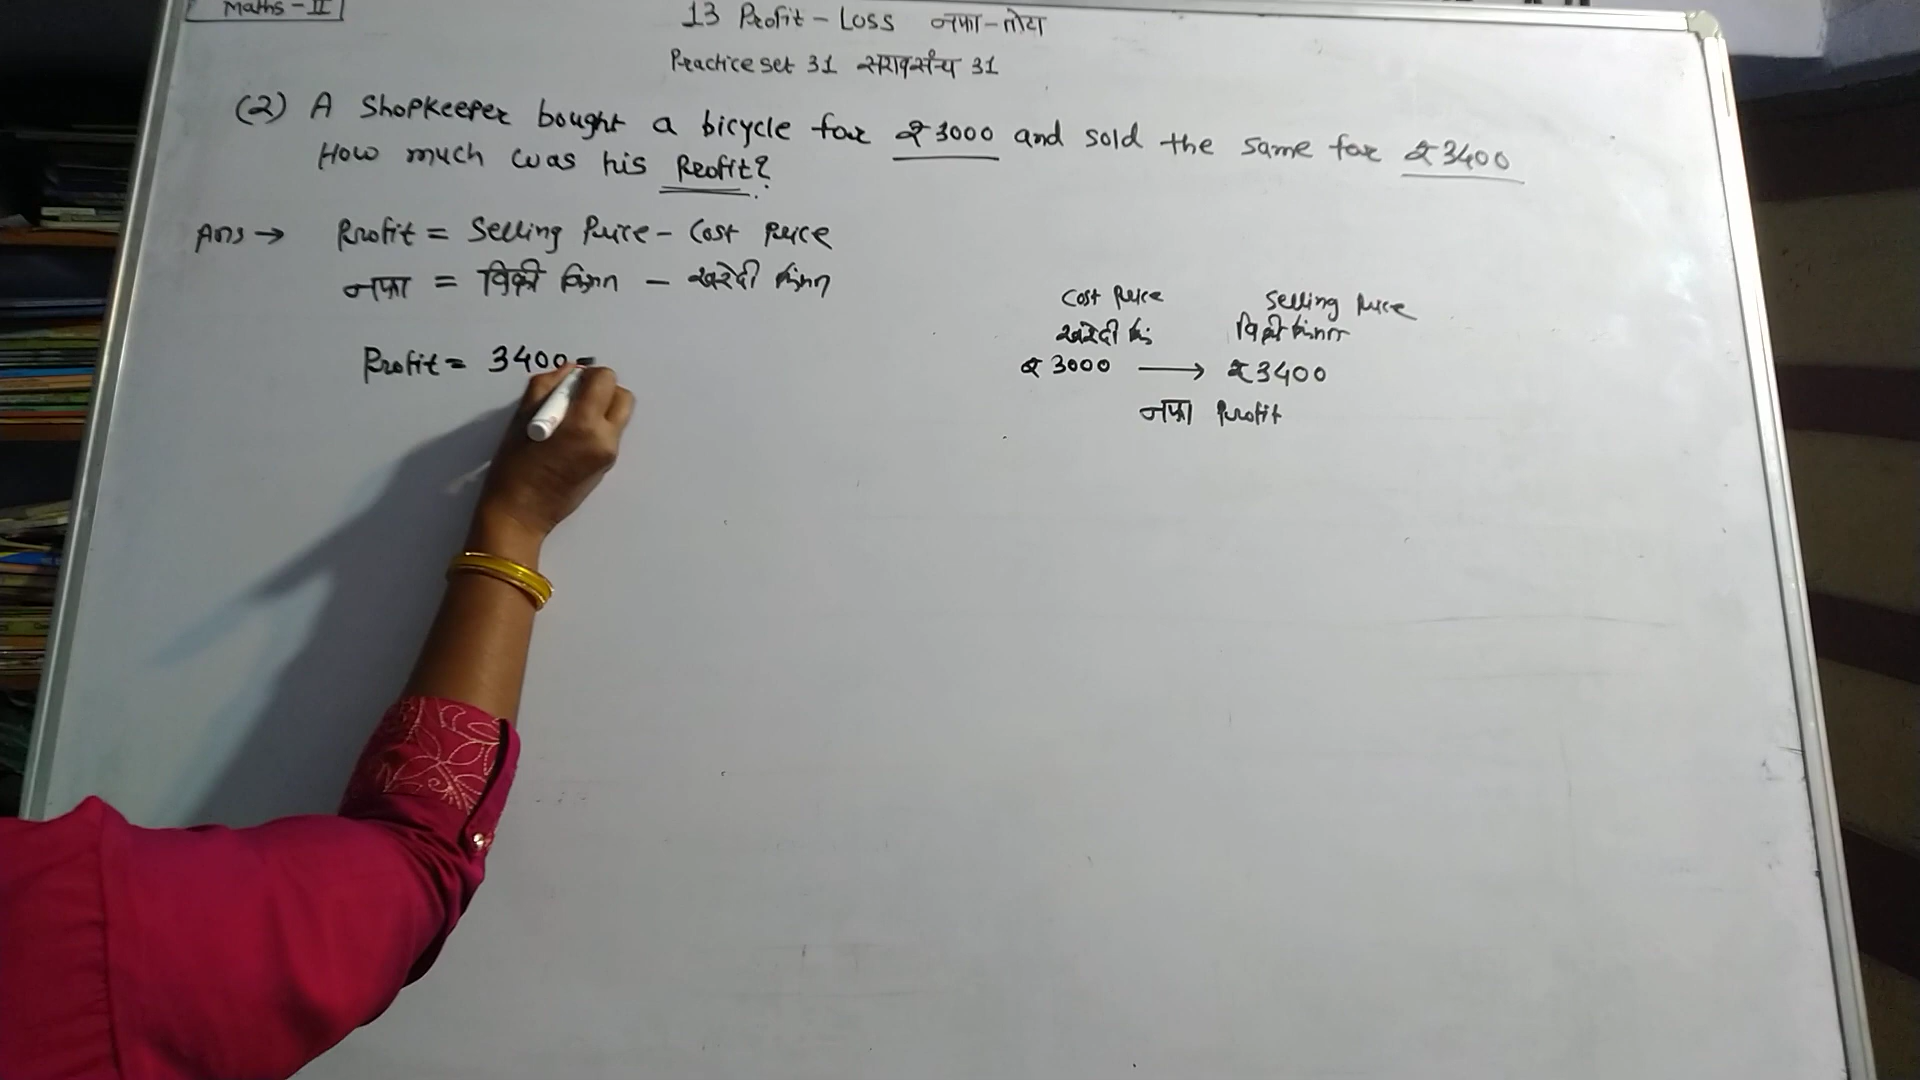 Maths - II
13 Profit - Loss नफा - तोटा
Practice set 31 सरावसंच 31
(2) A Shopkeeper bought a bicycle for ₹ 3000 and sold the same for ₹ 3400
How much was his Profit?
Ans → Profit = Selling Price - Cost Price
नफा = विक्री किंमत - खरेदी किंमत
Cost Price Selling Price
खरेदी किं विक्री किंमत
Profit = 3400 -
₹ 3000 → ₹ 3400
नफा Profit